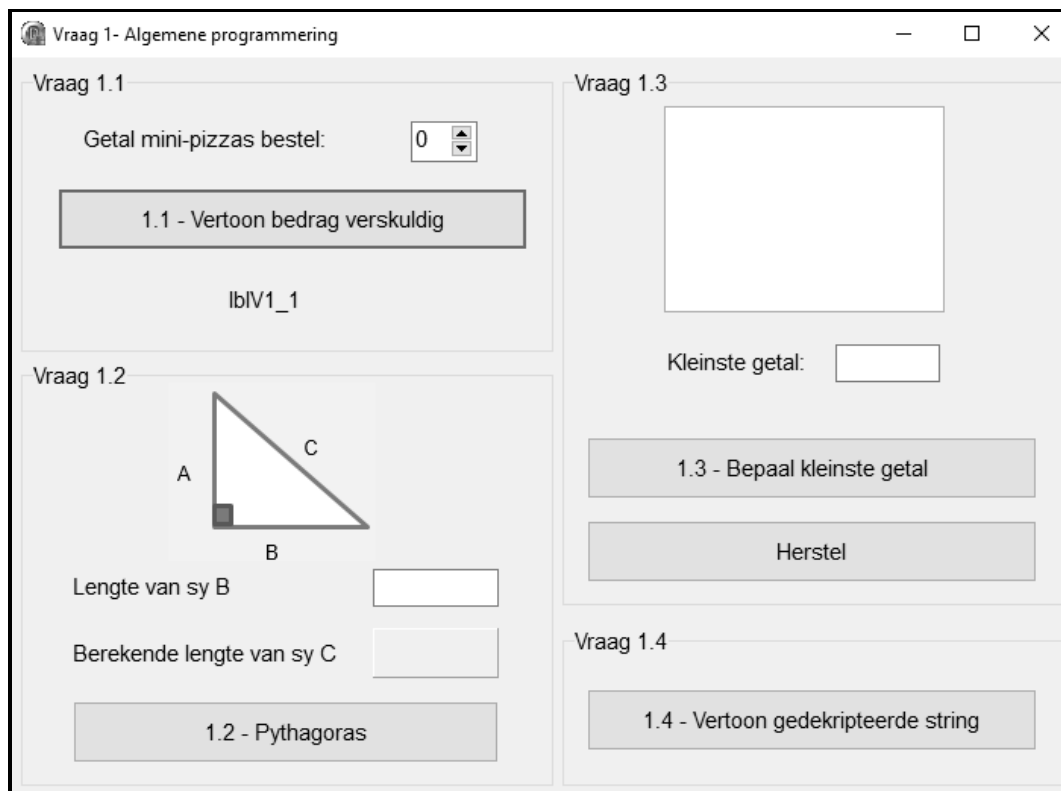 Vraag 1- Algemene programmering
Vraag 1.1
Getal mini-pizzas bestel:
0
1.1 - Vertoon bedrag verskuldig
lblV1_1
Vraag 1.2
A
C
B
Lengte van sy B
Berekende lengte van sy C
1.2 - Pythagoras
Vraag 1.3
Kleinste getal:
1.3 - Bepaal kleinste getal
Herstel
Vraag 1.4
1.4 - Vertoon gedekripteerde string